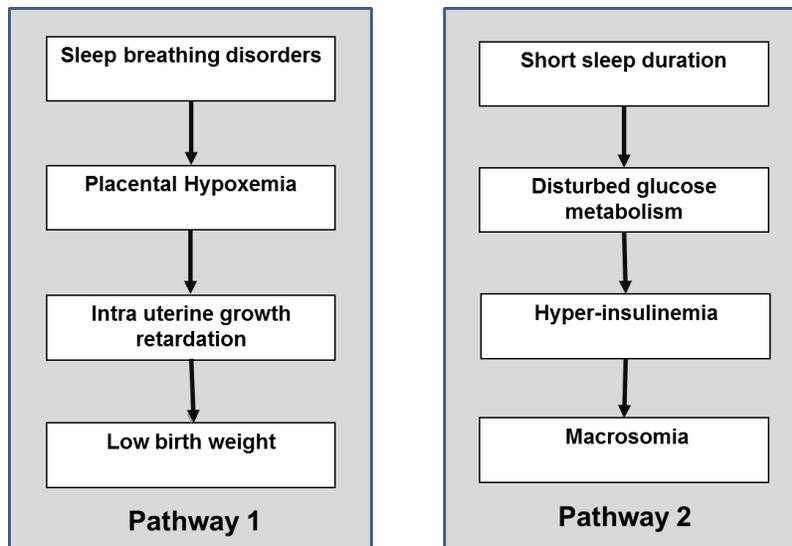 Sleep breathing disorders
Placental Hypoxemia
Intra uterine growth
retardation
Low birth weight
Pathway 1
Short sleep duration
Disturbed glucose
metabolism
Hyper-insulinemia
Macrosomia
Pathway 2